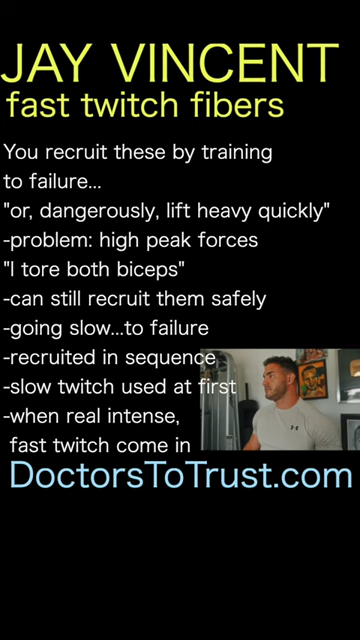 JAY VINCENT
fast twitch fibers
You recruit these by training
to failure...
"or, dangerously, lift heavy quickly"
-problem: high peak forces
"I tore both biceps"
-can still recruit them safely
-going slow...to failure
-recruited in sequence
-slow twitch used at first
-when real intense,
fast twitch come in
DoctorsToTrust.com